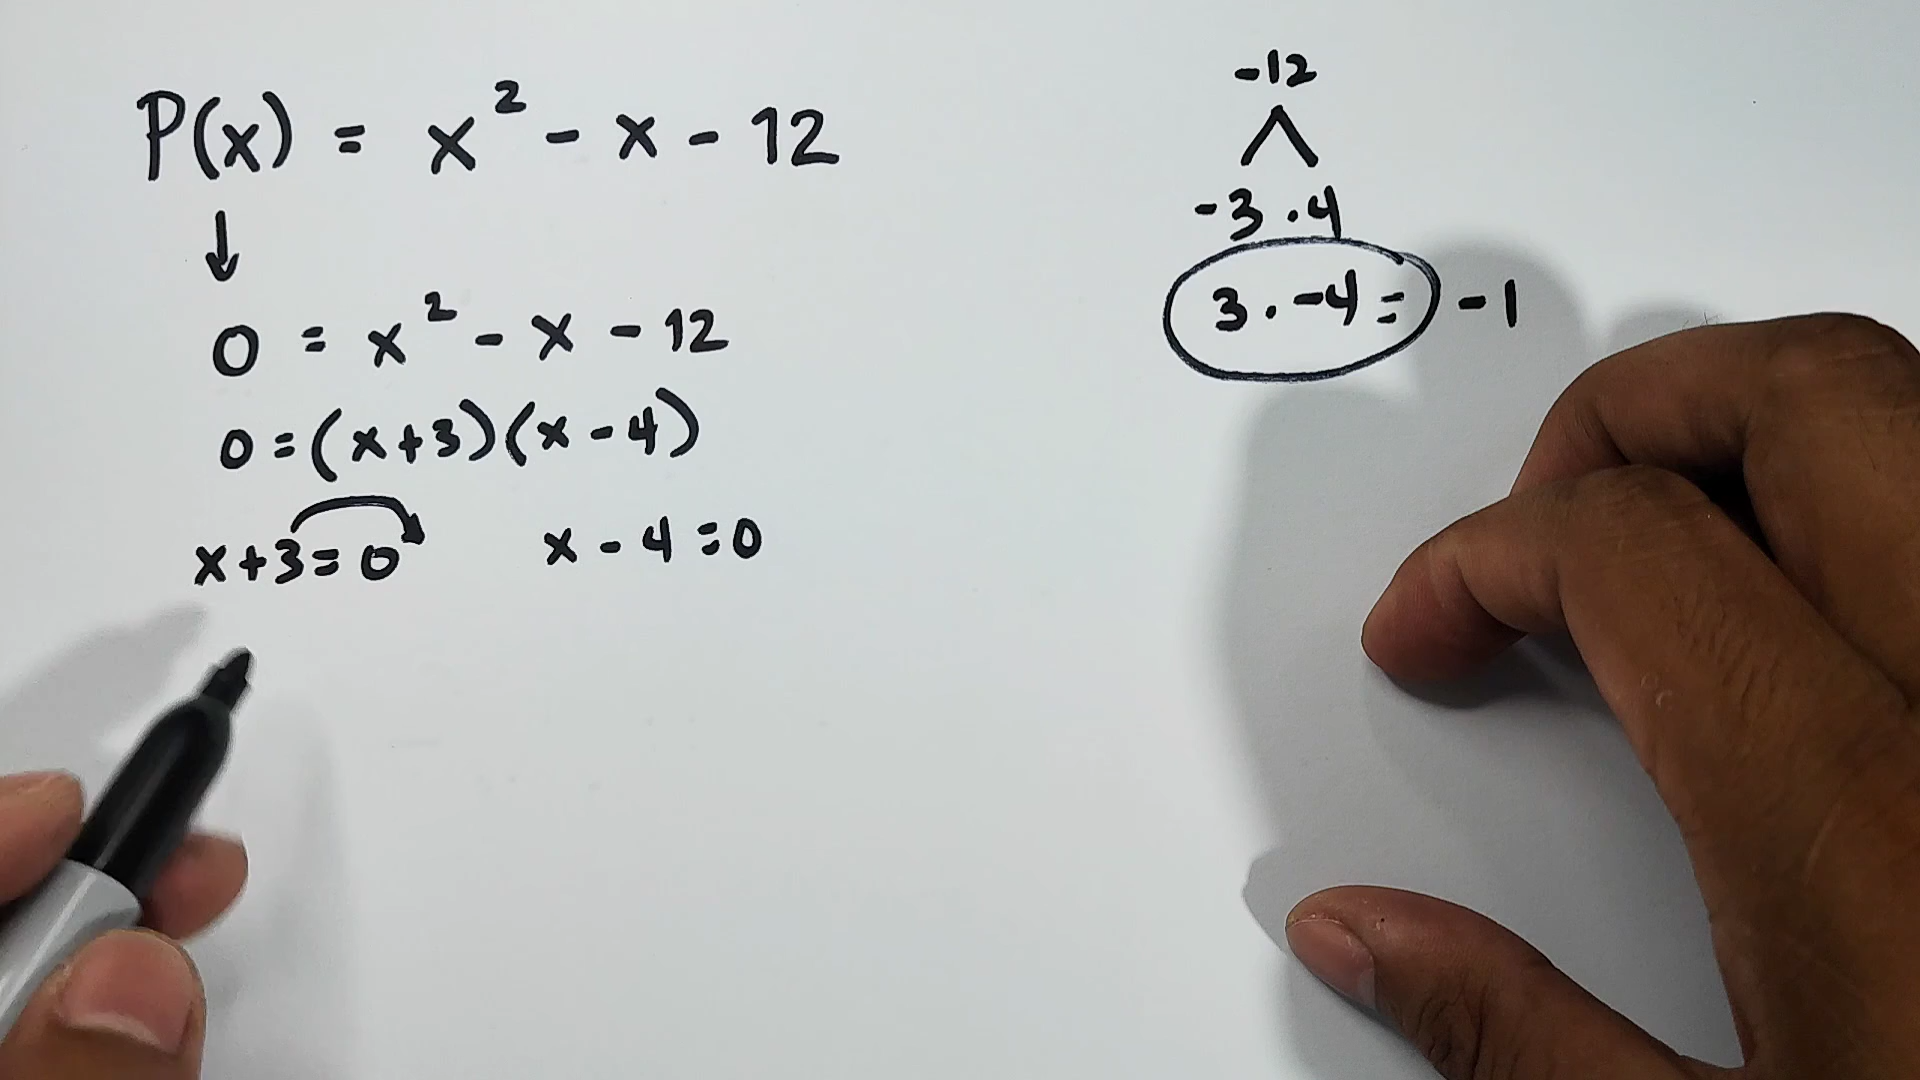 P(x) = x² - x - 12
↓
0 = x² - x - 12
0 = (x+3)(x-4)
x+3=0
x-4=0
-12
∧
-3 . 4
3 . -4 = -1